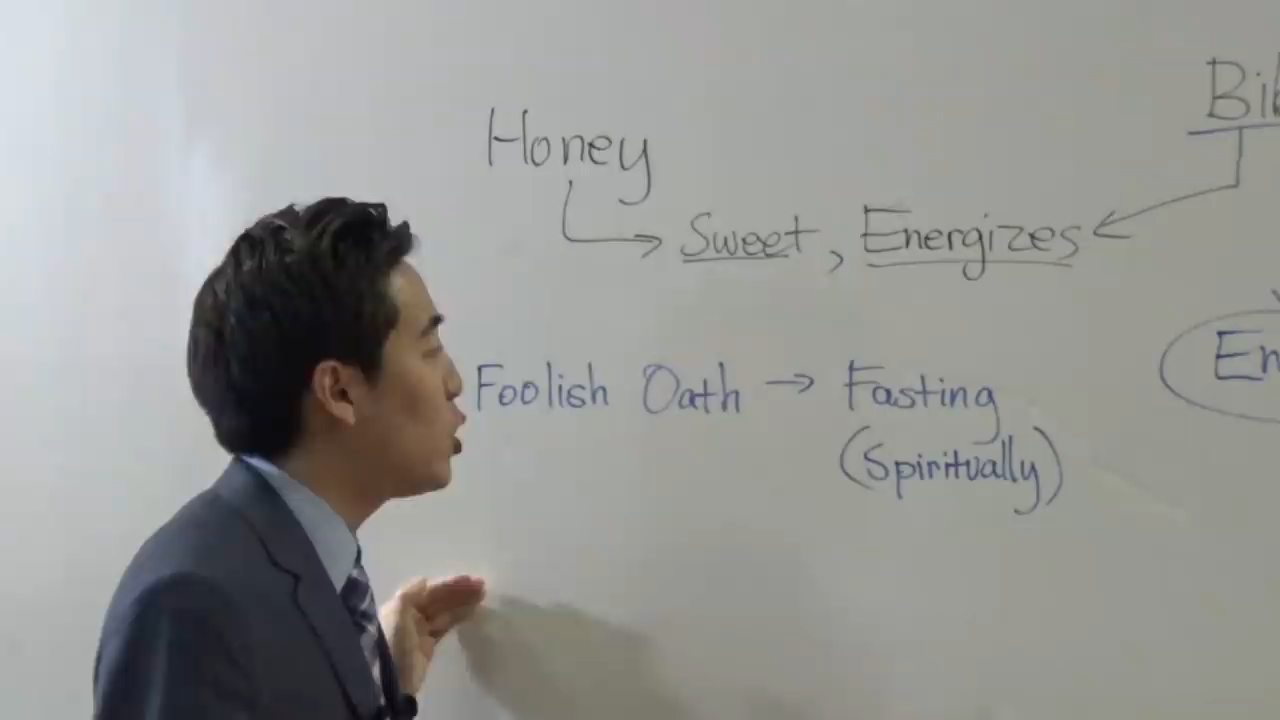 Honey
Sweet, Energizes
Foolish Oath → Fasting
(Spiritually)